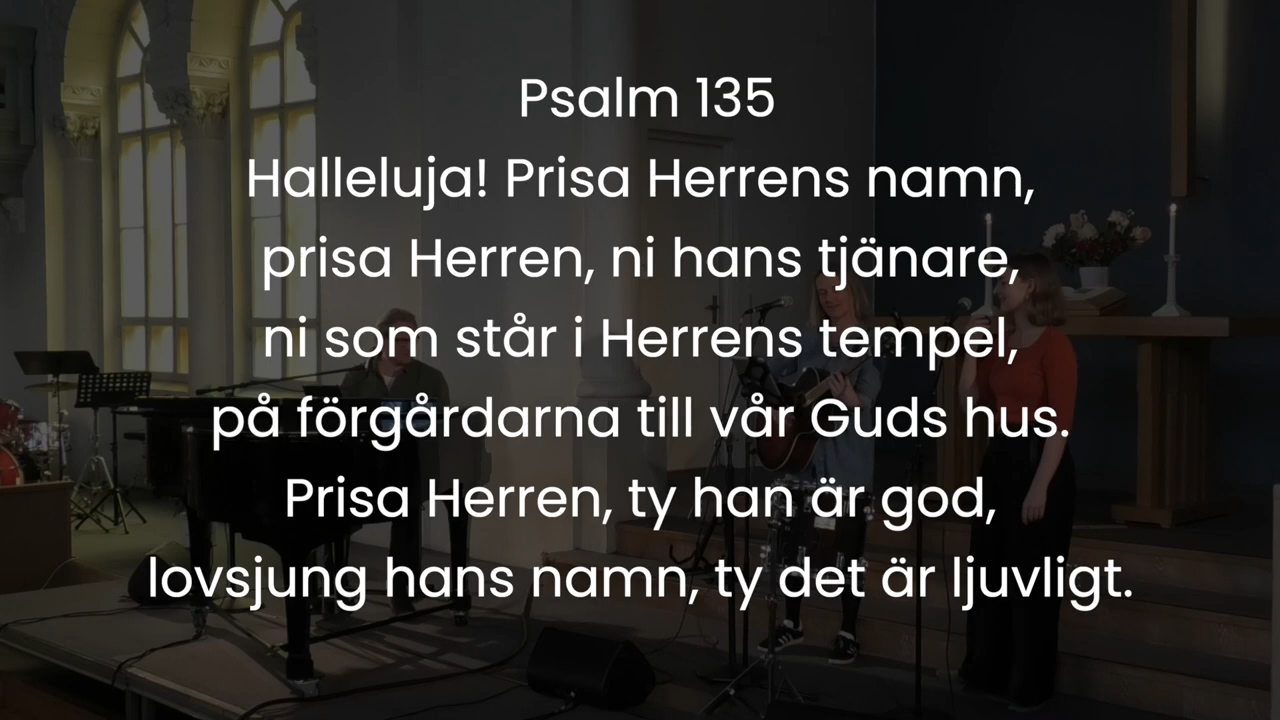 Psalm 135
Halleluja! Prisa Herrens namn,
prisa Herren, ni hans tjänare,
ni som står i Herrens tempel,
på förgårdarna till vår Guds hus.
Prisa Herren, ty han är god,
lovsjung hans namn, ty det är ljuvligt.